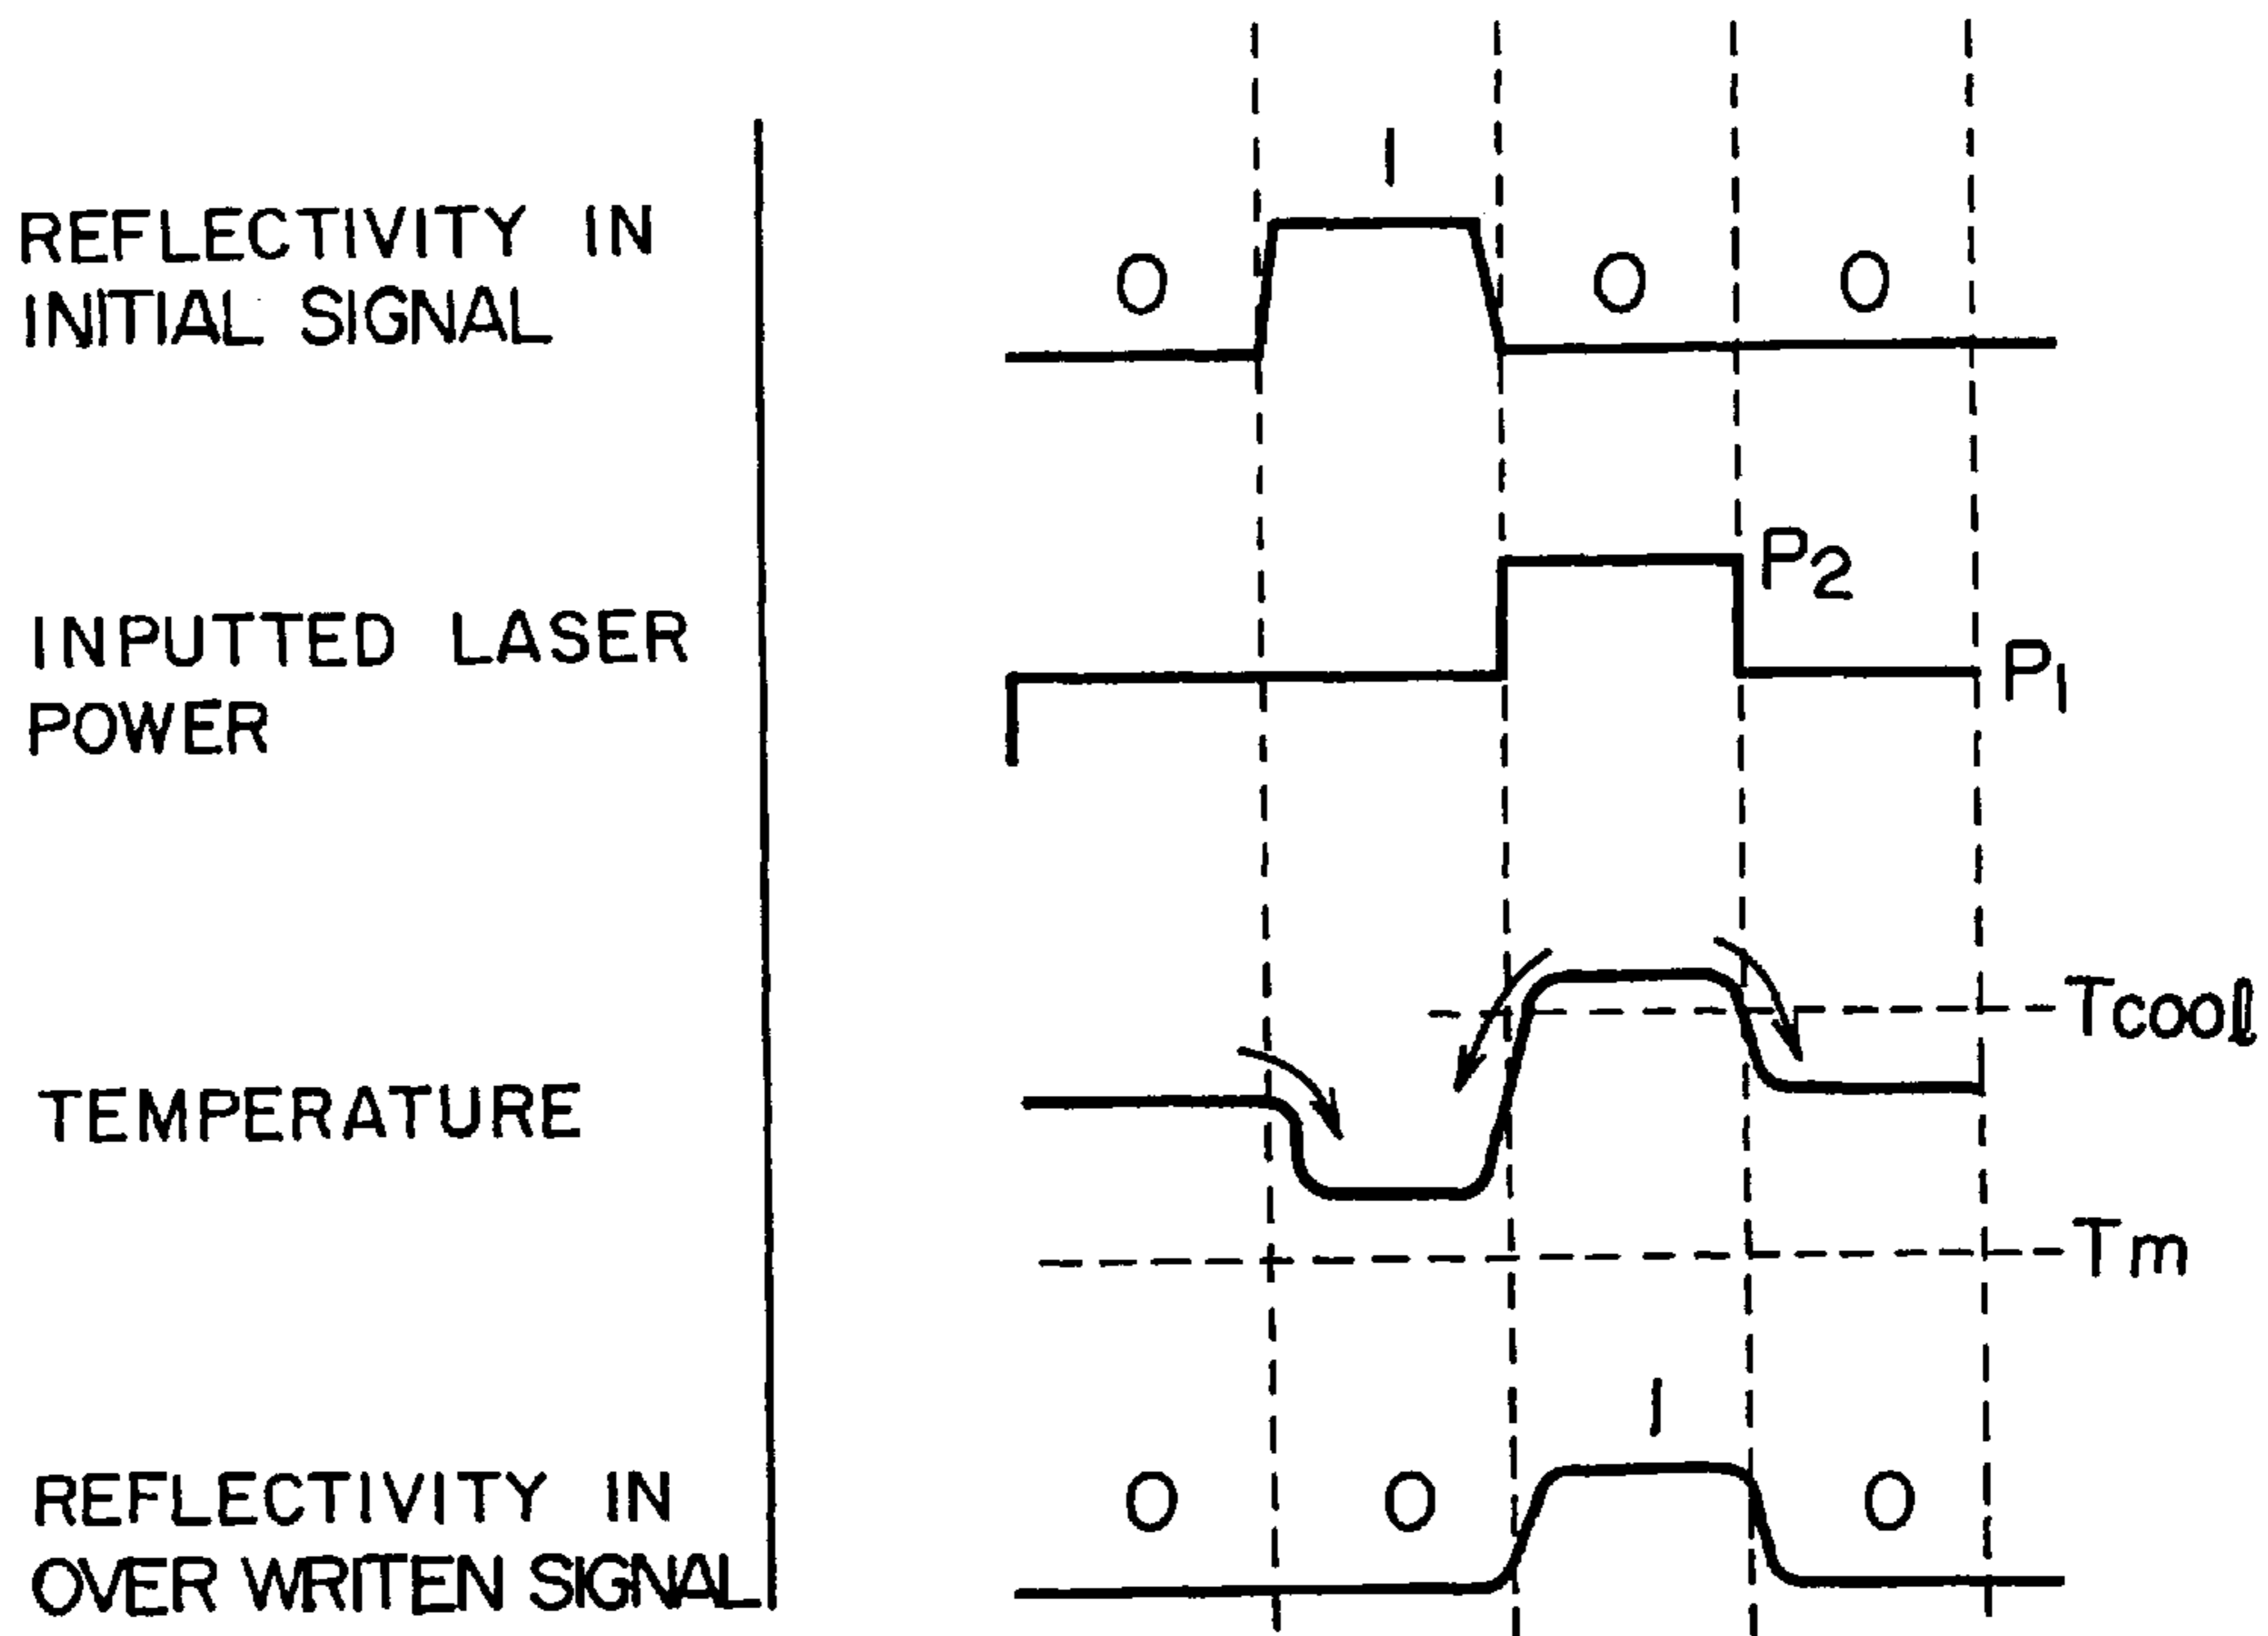 REFLECTIVITY IN
INITIAL SIGNAL
0 1 0 0
INPUTTED LASER
POWER
P2
P1
TEMPERATURE
Tcool
Tm
REFLECTIVITY IN
OVER WRITEN SIGNAL
0 0 1 0